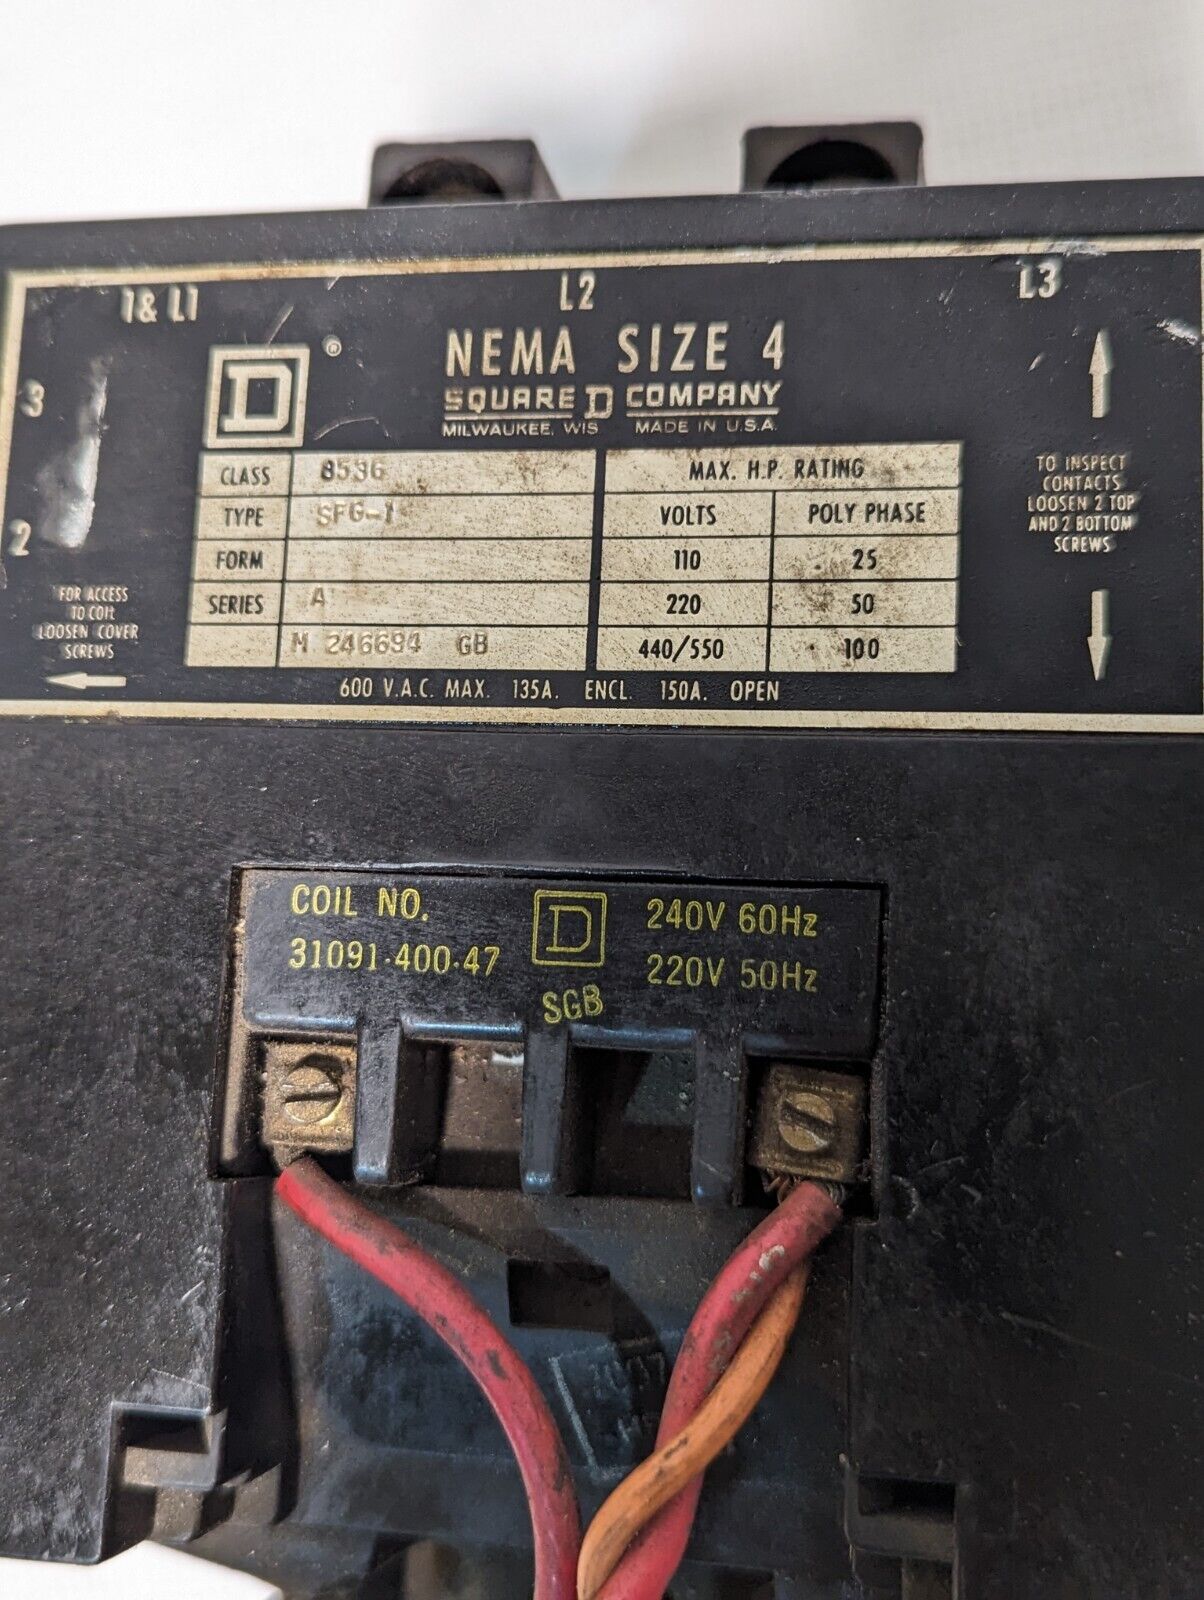 1& L1 L2 L3
3
2
D ®
NEMA SIZE 4
SQUARE D COMPANY
MILWAUKEE, WIS MADE IN U.S.A.
CLASS 8536
TYPE SFG-1
FORM
SERIES A
M 246694 GB
MAX. H.P. RATING
VOLTS POLY PHASE
110 25
220 50
440/550 100
600 V.A.C. MAX. 135A. ENCL. 150A. OPEN
FOR ACCESS
TO COIL
LOOSEN COVER
SCREWS
TO INSPECT
CONTACTS
LOOSEN 2 TOP
AND 2 BOTTOM
SCREWS
COIL NO.
31091-400-47
D
SGB
240V 60Hz
220V 50Hz